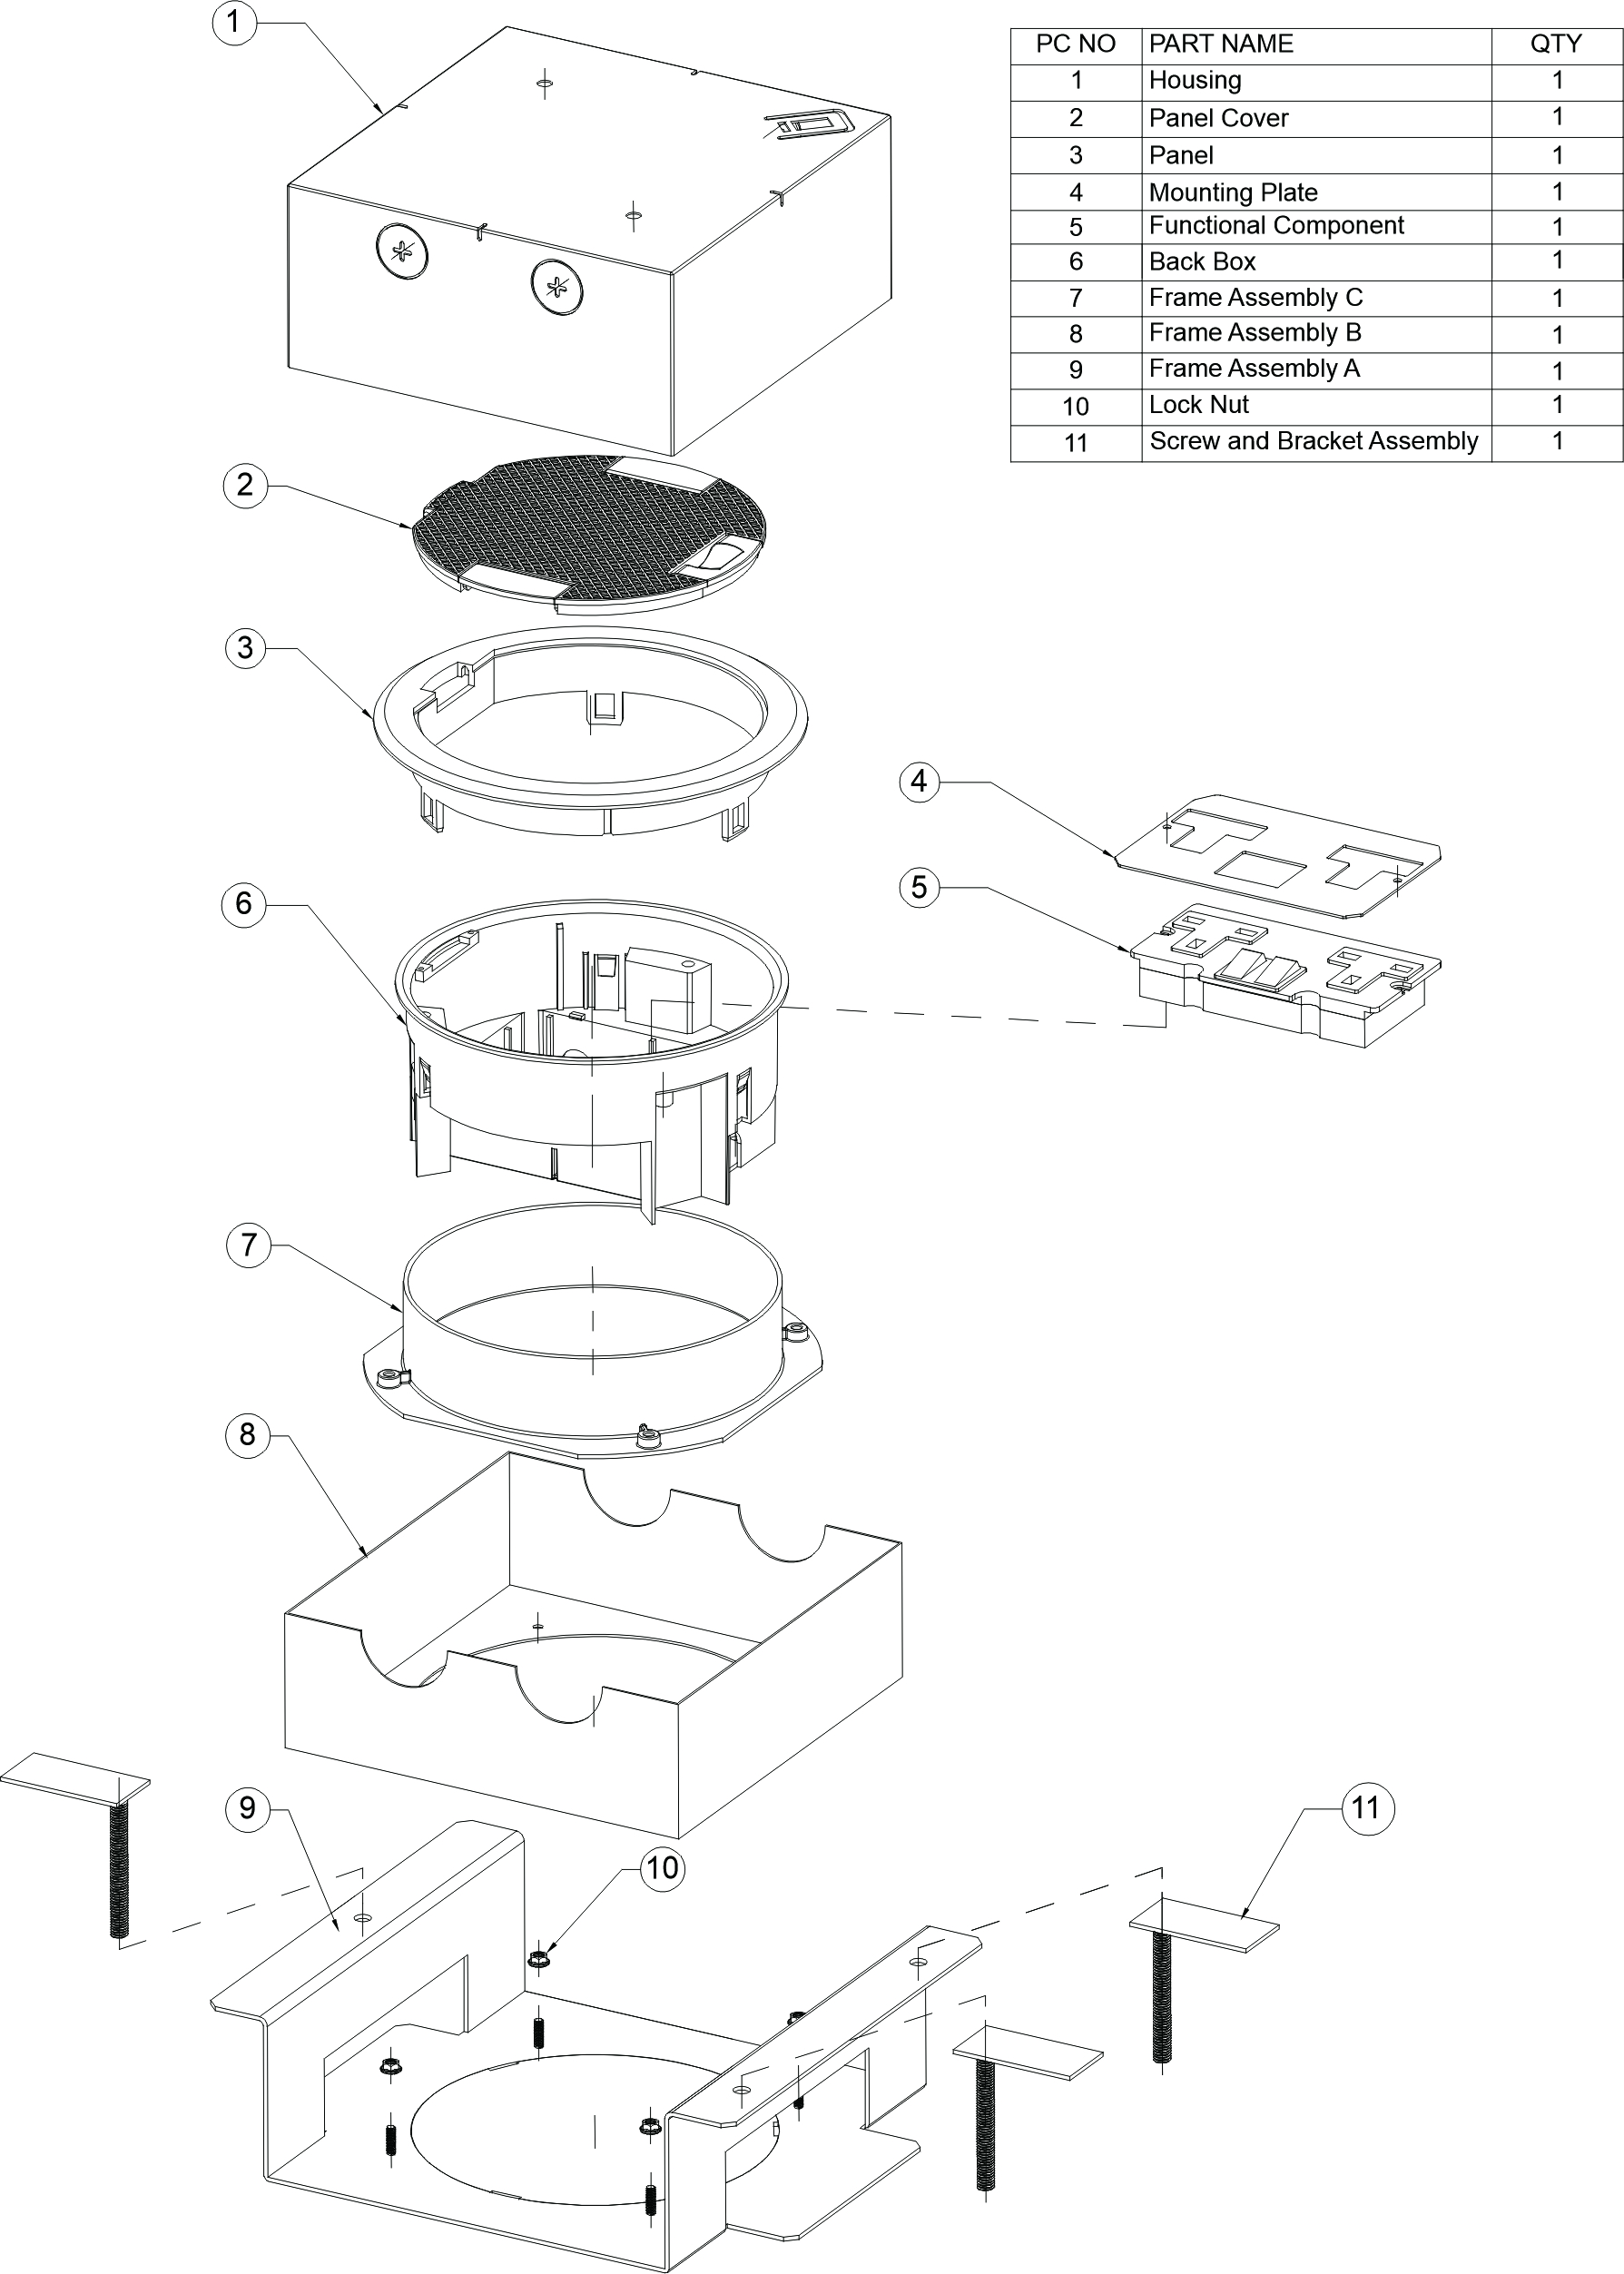 1
PC NO PART NAME QTY
1 Housing 1
2 Panel Cover 1
3 Panel 1
4 Mounting Plate 1
5 Functional Component 1
6 Back Box 1
7 Frame Assembly C 1
8 Frame Assembly B 1
9 Frame Assembly A 1
10 Lock Nut 1
11 Screw and Bracket Assembly 1
2
3
4
5
6
7
8
9
11
10